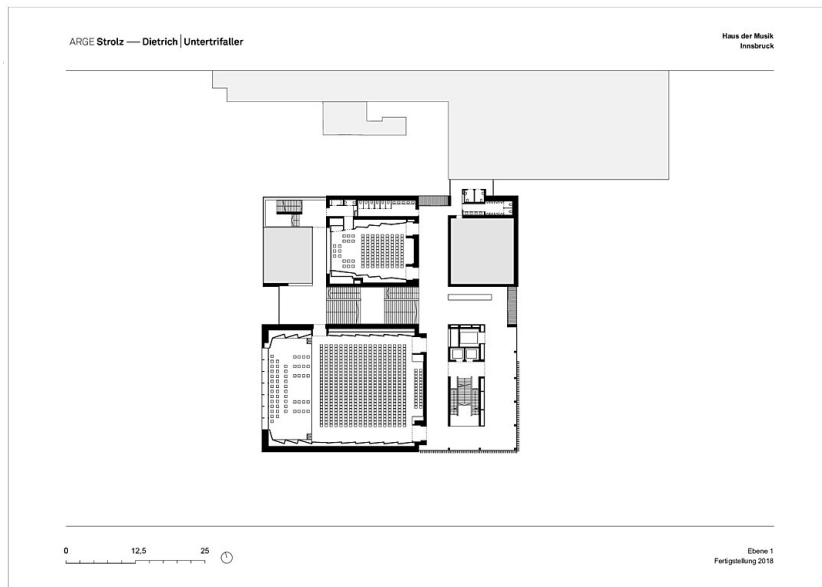 ARGE Strolz — Dietrich | Untertrifaller
Haus der Musik
Innsbruck
0 12,5 25
Ebene 1
Fertigstellung 2018